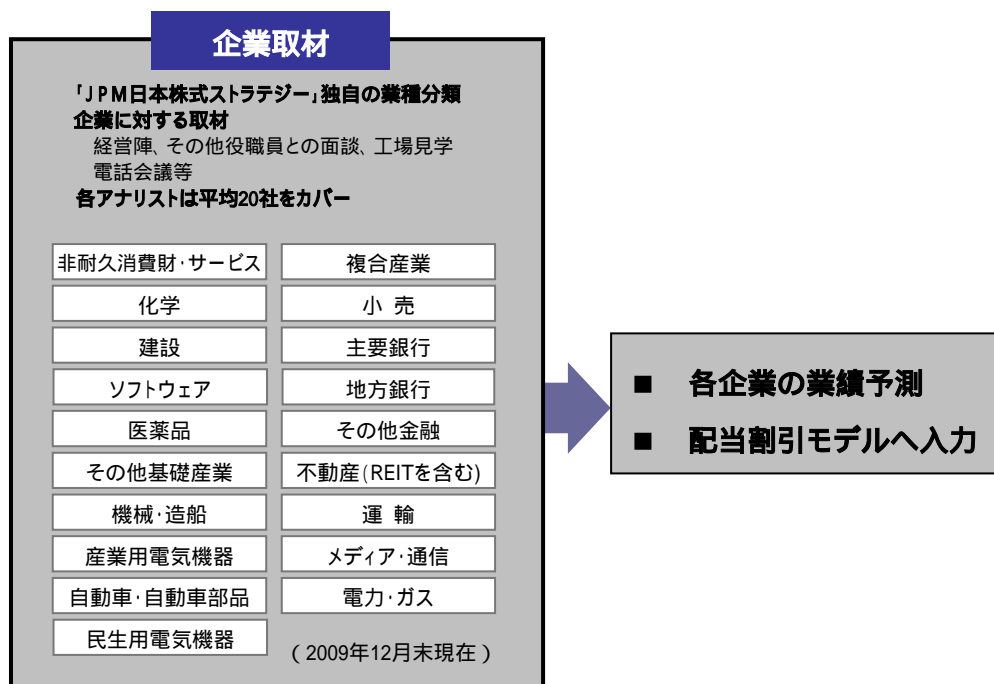 企業取材
「JPM日本株式ストラテジー」独自の業種分類
企業に対する取材
経営陣、その他役職員との面談、工場見学
電話会議等
各アナリストは平均20社をカバー
非耐久消費財・サービス
化学
建設
ソフトウェア
医薬品
その他基礎産業
機械・造船
産業用電気機器
自動車・自動車部品
民生用電気機器
複合産業
小 売
主要銀行
地方銀行
その他金融
不動産(REITを含む)
運 輸
メディア・通信
電力・ガス
(2009年12月末現在)
■ 各企業の業績予測
■ 配当割引モデルへ入力